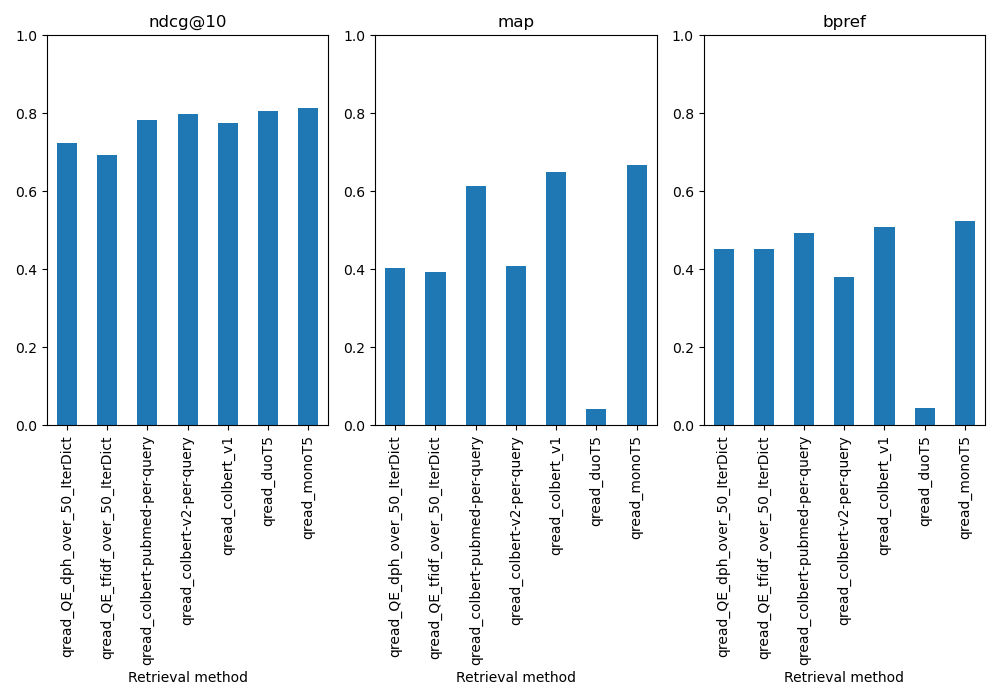 ndcg@10
1.0
0.8
0.6
0.4
0.2
0.0
qread_QE_dph_over_50_IterDict
qread_QE_tfidf_over_50_IterDict
qread_colbert-pubmed-per-query
qread_colbert-v2-per-query
qread_colbert_v1
qread_duoT5
qread_monoT5
Retrieval method
map
1.0
0.8
0.6
0.4
0.2
0.0
qread_QE_dph_over_50_IterDict
qread_QE_tfidf_over_50_IterDict
qread_colbert-pubmed-per-query
qread_colbert-v2-per-query
qread_colbert_v1
qread_duoT5
qread_monoT5
Retrieval method
bpref
1.0
0.8
0.6
0.4
0.2
0.0
qread_QE_dph_over_50_IterDict
qread_QE_tfidf_over_50_IterDict
qread_colbert-pubmed-per-query
qread_colbert-v2-per-query
qread_colbert_v1
qread_duoT5
qread_monoT5
Retrieval method